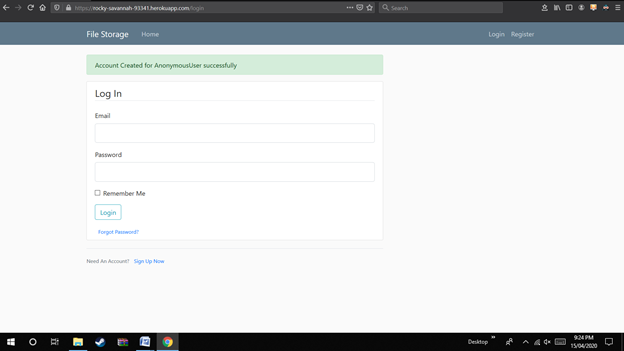 https://rocky-savannah-93341.herokuapp.com/login
Search
File Storage Home Login Register
Account Created for AnonymousUser successfully
Log In
Email
Password
Remember Me
Login
Forgot Password?
Need An Account? Sign Up Now
Desktop
9:24 PM
15/04/2020